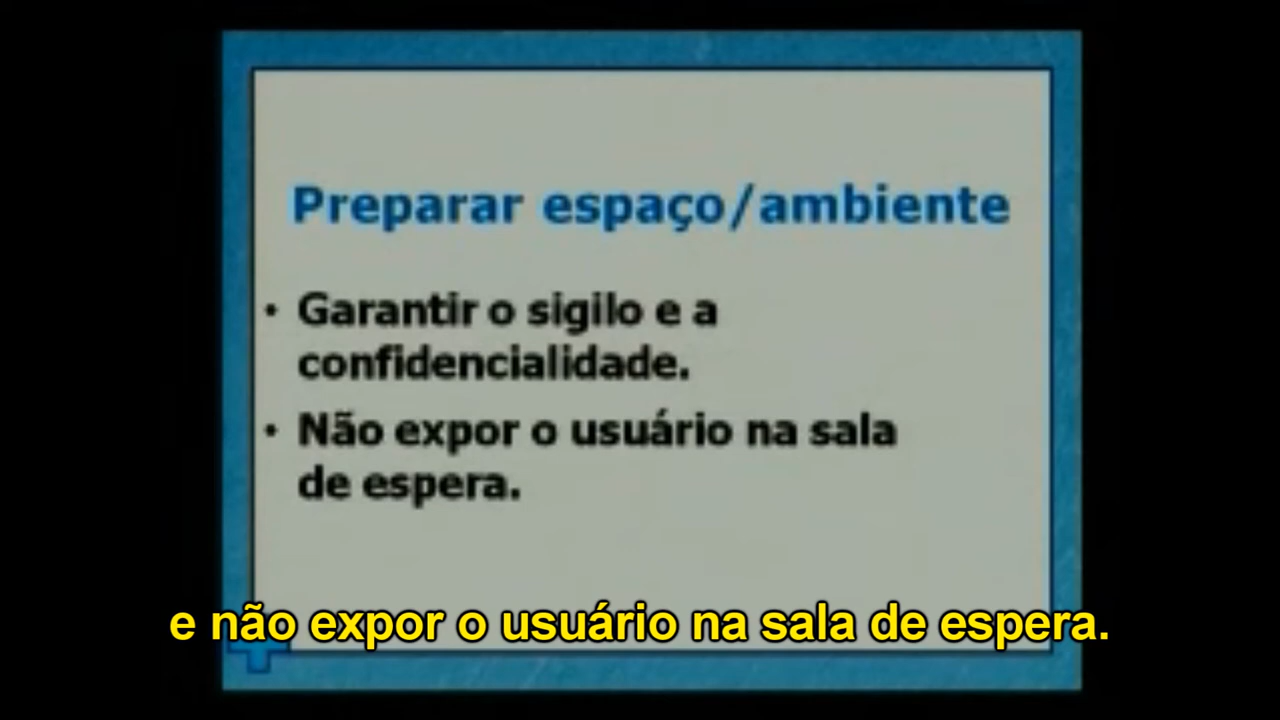 Preparar espaço/ambiente
• Garantir o sigilo e a
confidencialidade.
• Não expor o usuário na sala
de espera.
e não expor o usuário na sala de espera.